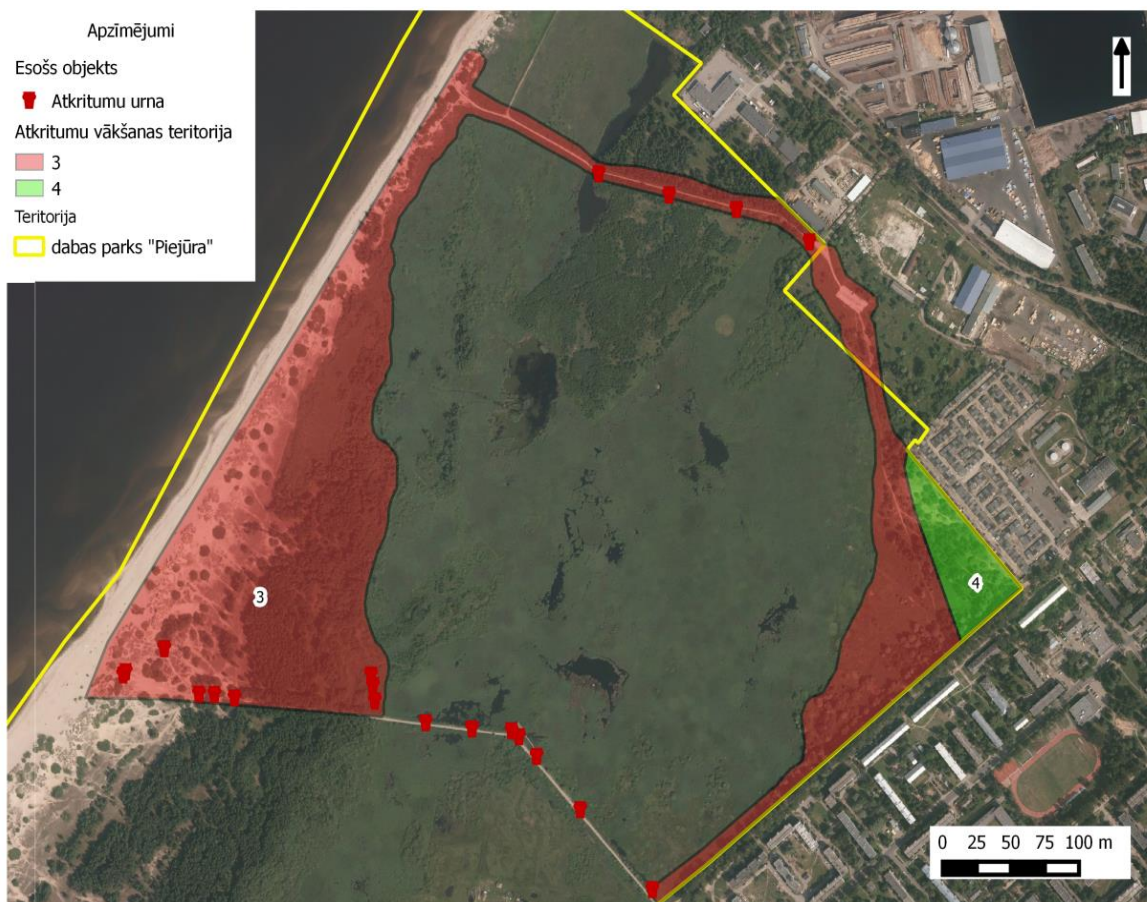 Apzīmējumi
Esošs objekts
Atkritumu urna
Atkritumu vākšanas teritorija
3
4
Teritorija
dabas parks "Piejūra"
3
4
0 25 50 75 100 m